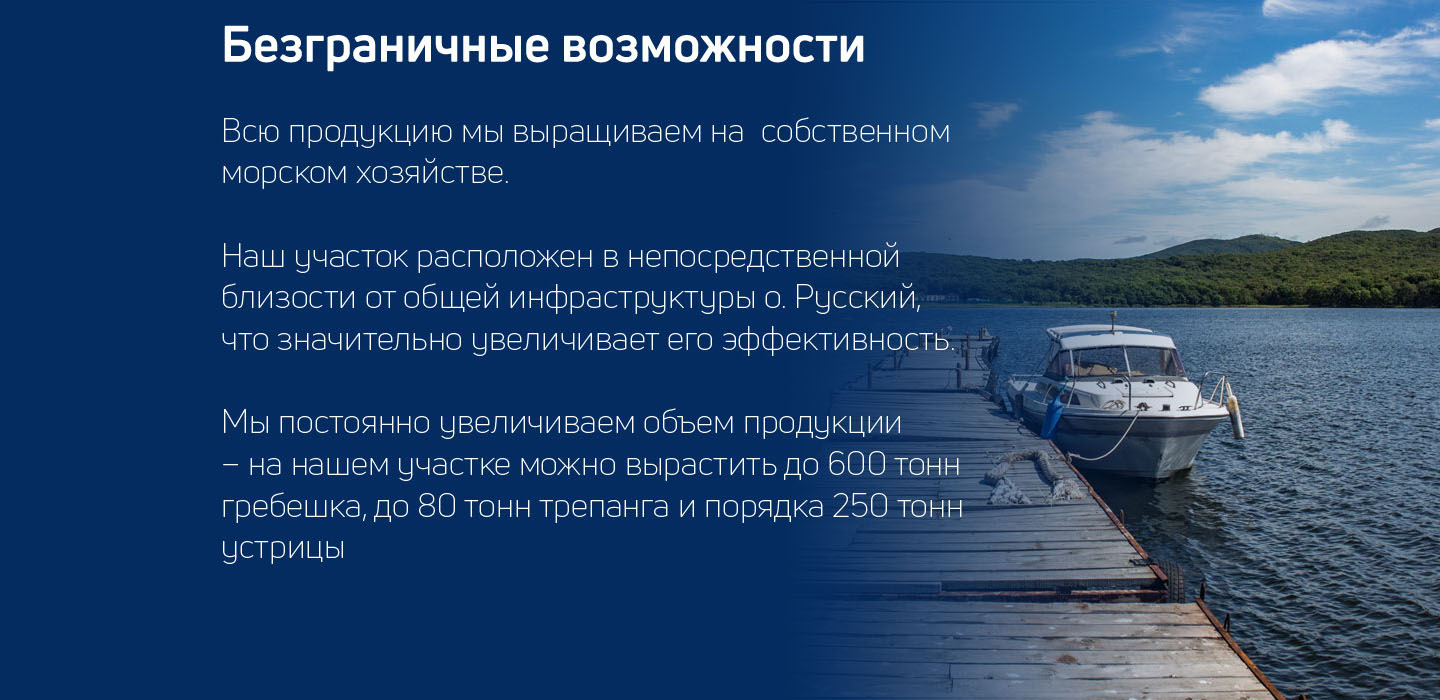 Безграничные возможности
Всю продукцию мы выращиваем на  собственном
морском хозяйстве.
Наш участок расположен в непосредственной
близости от общей инфраструктуры о. Русский,
что значительно увеличивает его эффективность.
Мы постоянно увеличиваем объем продукции
– на нашем участке можно вырастить до 600 тонн
гребешка, до 80 тонн трепанга и порядка 250 тонн
устрицы